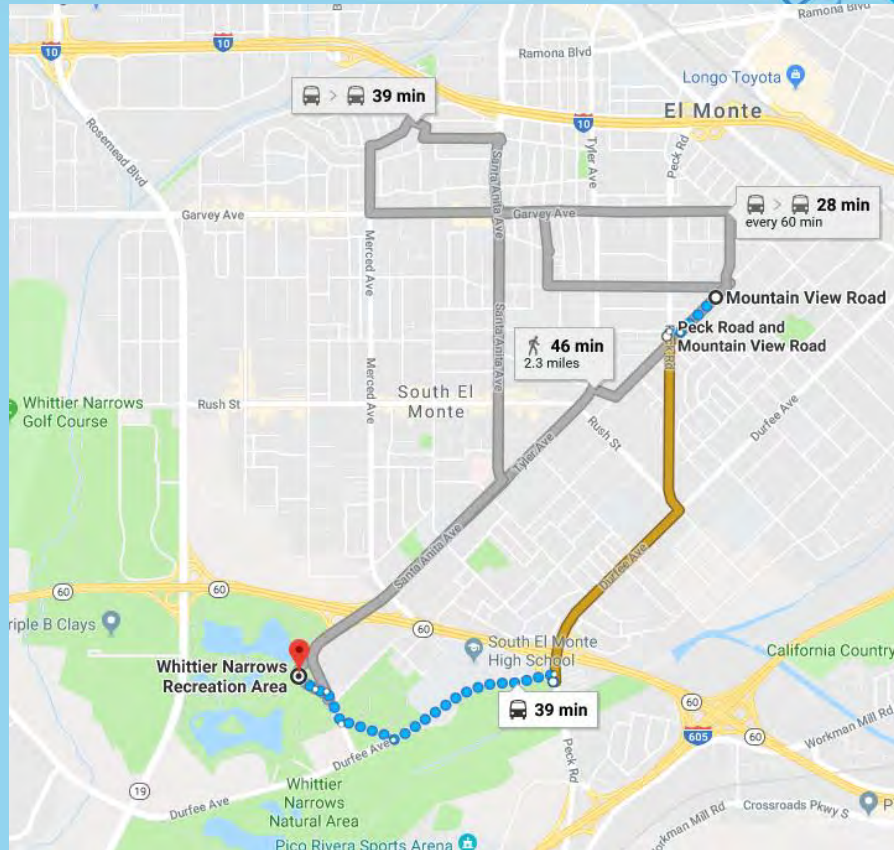 Ramona Blvd
10
10
Ramona Blvd
Longo Toyota
39 min
El Monte
10
Rosemead Blvd
Tyler Ave
Peck Rd
Santa Anita Ave
28 min
every 60 min
Garvey Ave
Garvey Ave
Merced Ave
Mountain View Road
Peck Road and
Mountain View Road
46 min
2.3 miles
Santa Anita Ave
Merced Ave
South El
Monte
Whittier Narrows
Golf Course
Rush St
Rush St
Durfee Ave
Tyler Ave
Santa Anita Ave
Durfee Ave
60
60
60
riple B Clays
South El Monte
High School
California Country
Whittier Narrows
Recreation Area
39 min
60
605
60
Workman Mill Rd
Durfee Ave
Peck Rd
19
Durfee Ave
Whittier
Narrows
Natural Area
Crossroads Pkwy S
P
orkman Mill Rd
Pico Rivera Sports Arena